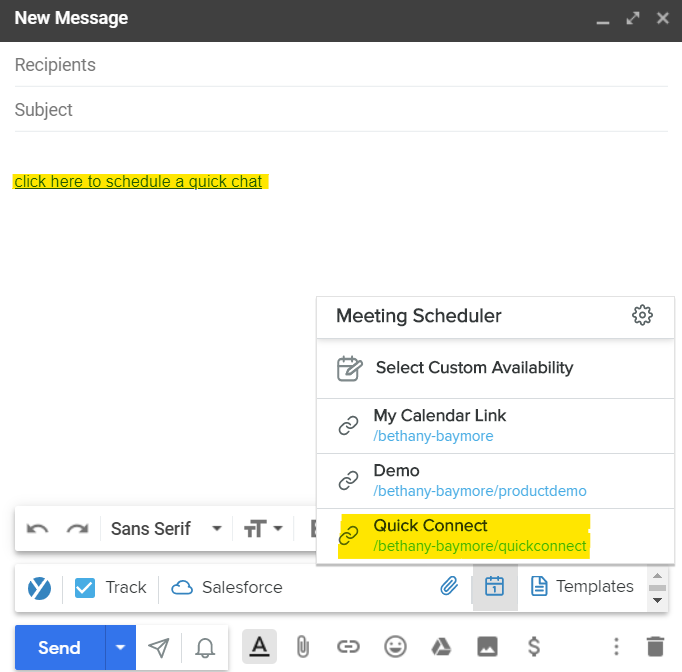 New Message
Recipients
Subject
click here to schedule a quick chat
Meeting Scheduler
Select Custom Availability
My Calendar Link
/bethany-baymore
Demo
/bethany-baymore/productdemo
Quick Connect
/bethany-baymore/quickconnect
Sans Serif
Track Salesforce 1 Templates
Send A $